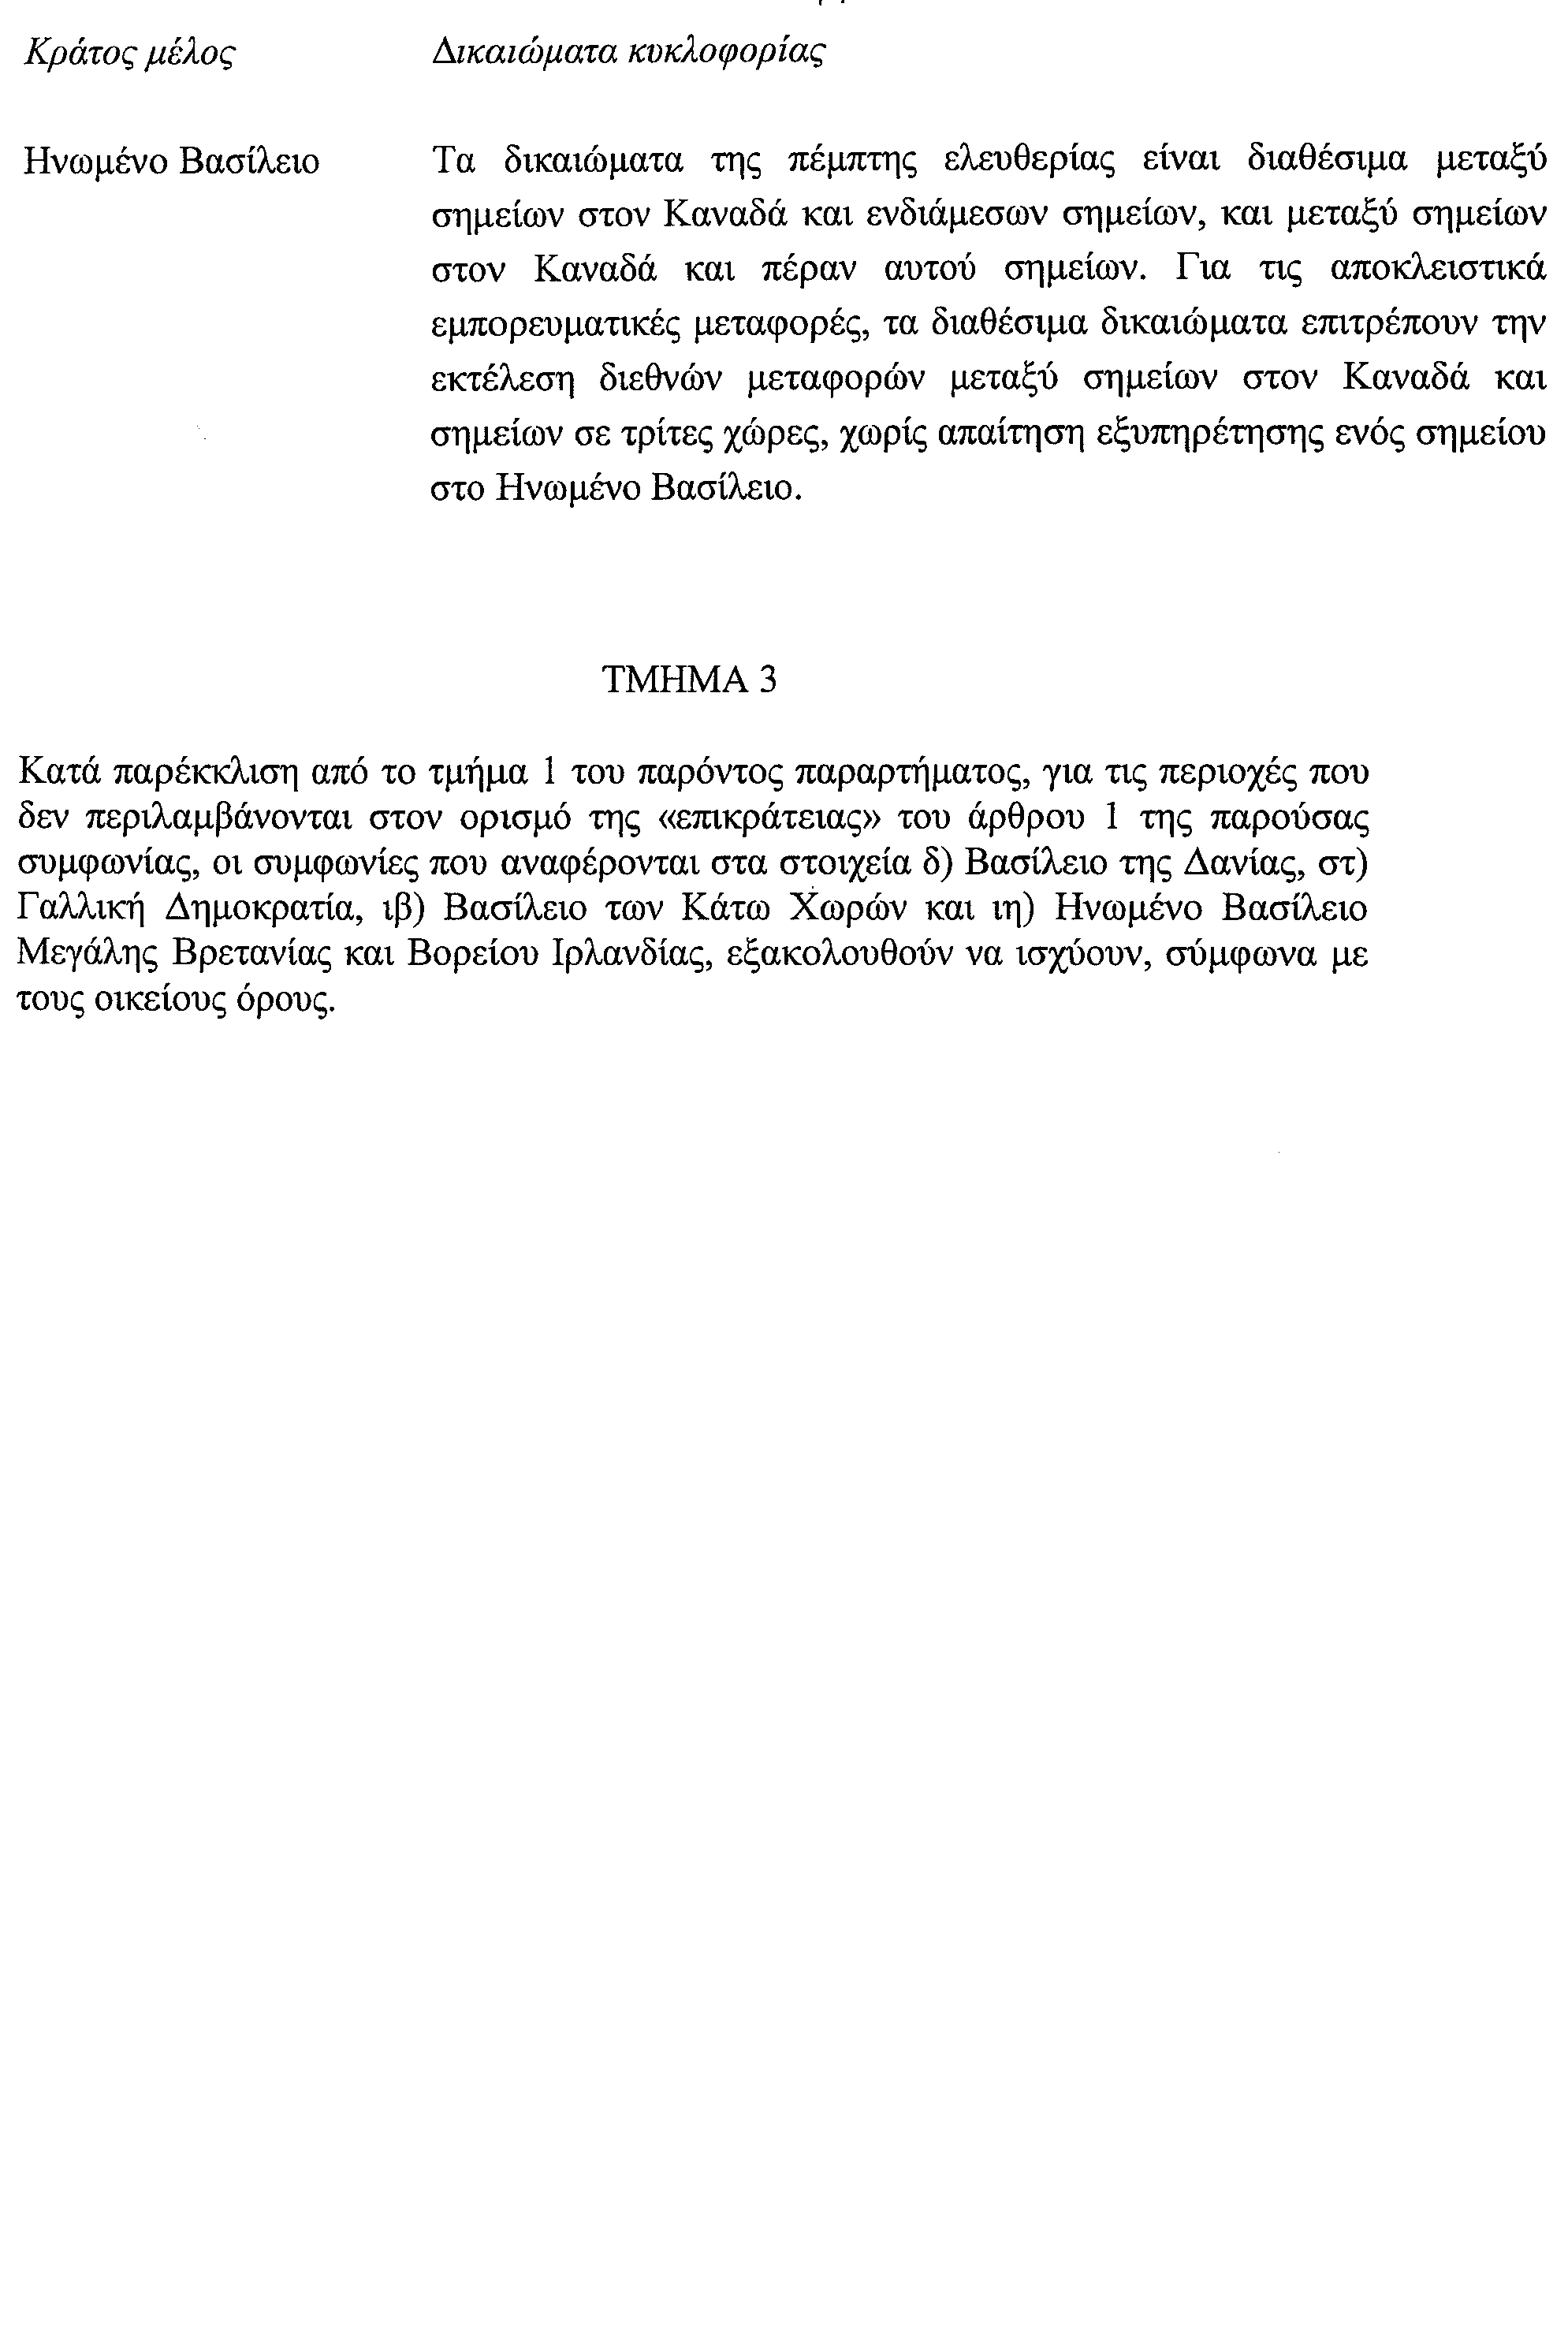 Κράτος μέλος Δικαιώματα κυκλοφορίας
Ηνωμένο Βασίλειο Τα δικαιώματα της πέμπτης ελευθερίας είναι διαθέσιμα μεταξύ
σημείων στον Καναδά και ενδιάμεσων σημείων, και μεταξύ σημείων
στον Καναδά και πέραν αυτού σημείων. Για τις αποκλειστικά
εμπορευματικές μεταφορές, τα διαθέσιμα δικαιώματα επιτρέπουν την
εκτέλεση διεθνών μεταφορών μεταξύ σημείων στον Καναδά και
σημείων σε τρίτες χώρες, χωρίς απαίτηση εξυπηρέτησης ενός σημείου
στο Ηνωμένο Βασίλειο.
ΤΜΗΜΑ 3
Κατά παρέκκλιση από το τμήμα 1 του παρόντος παραρτήματος, για τις περιοχές που
δεν περιλαμβάνονται στον ορισμό της «επικράτειας» του άρθρου 1 της παρούσας
συμφωνίας, οι συμφωνίες που αναφέρονται στα στοιχεία δ) Βασίλειο της Δανίας, στ)
Γαλλική Δημοκρατία, ιβ) Βασίλειο των Κάτω Χωρών και ιη) Ηνωμένο Βασίλειο
Μεγάλης Βρετανίας και Βορείου Ιρλανδίας, εξακολουθούν να ισχύουν, σύμφωνα με
τους οικείους όρους.